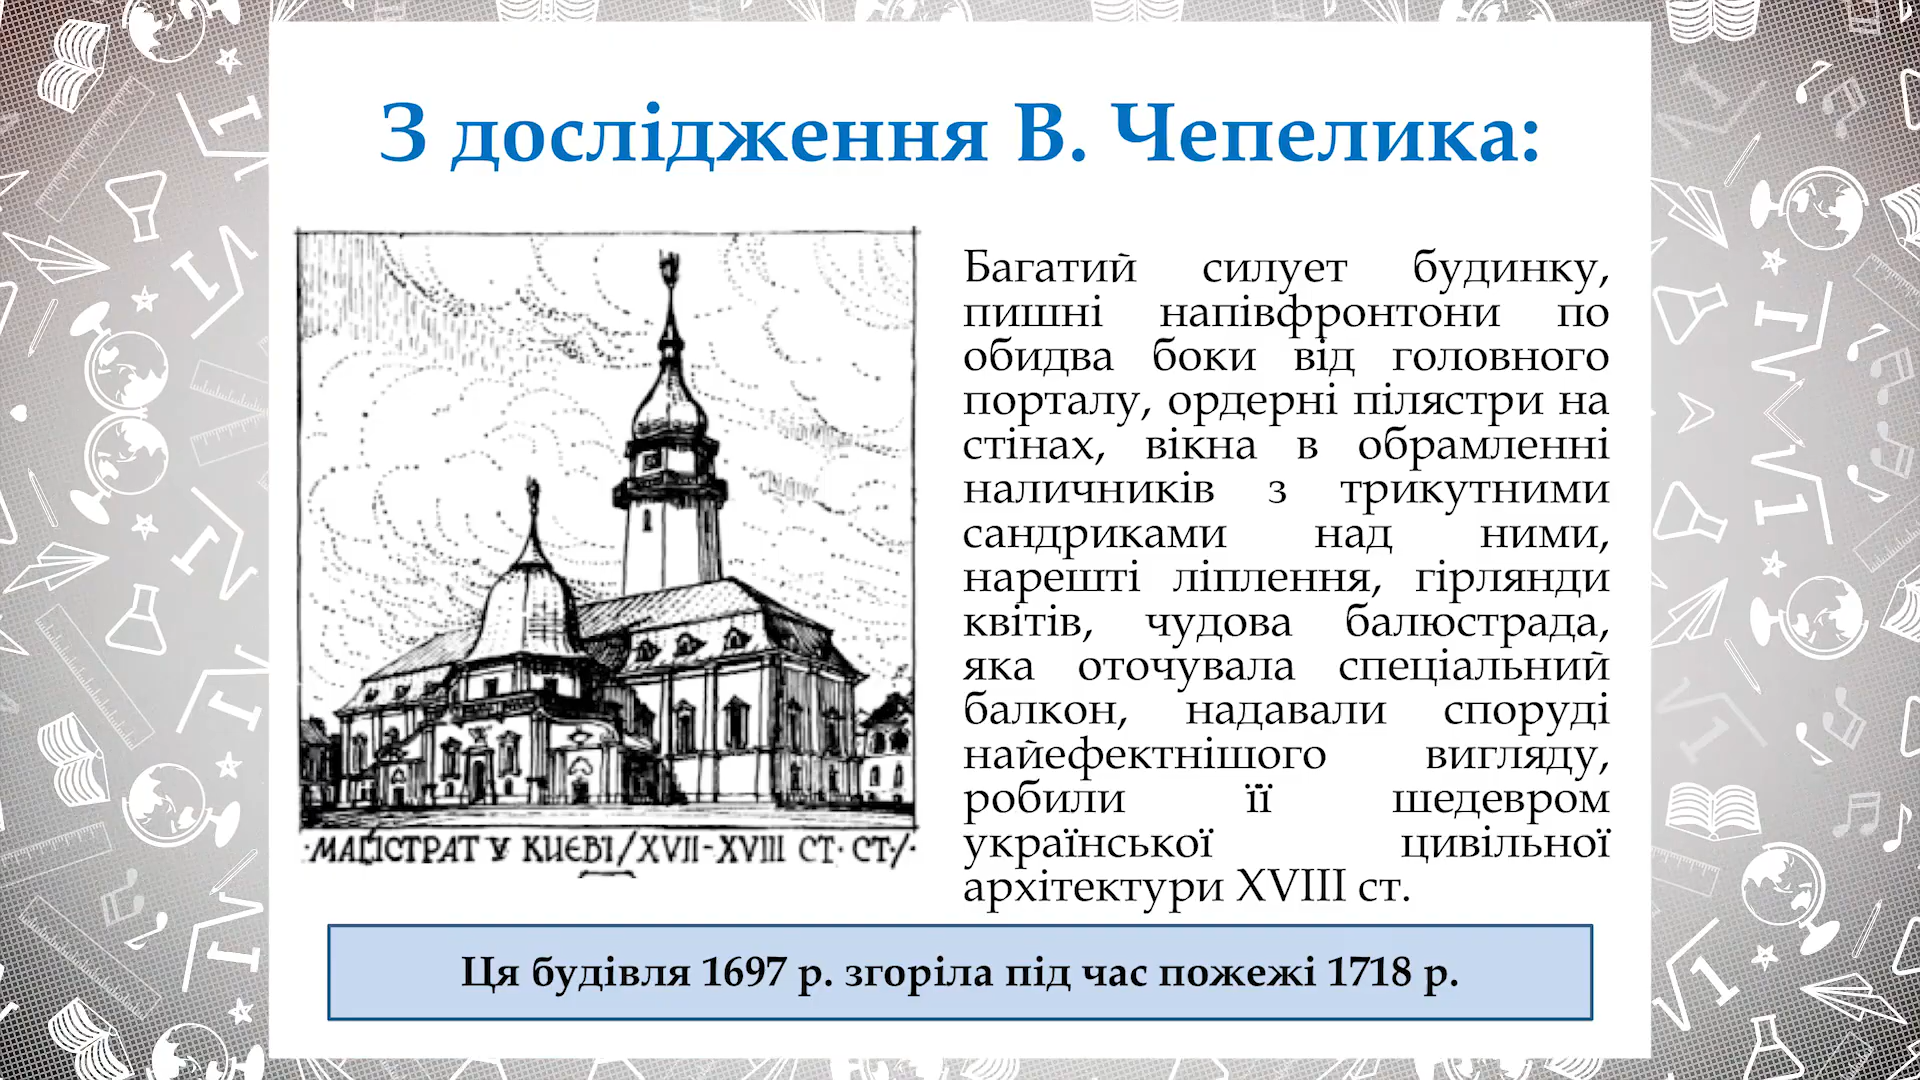 З дослідження В. Чепелика:
Багатий силует будинку,
пишні напівфронтони по
обидва боки від головного
порталу, ордерні пілястри на
стінах, вікна в обрамленні
наличників з трикутними
сандриками над ними,
нарешті ліплення, гірлянди
квітів, чудова балюстрада,
яка оточувала спеціальний
балкон, надавали споруді
найефектнішого вигляду,
робили її шедевром
української цивільної
архітектури XVIII ст.
·МАҐІСТРАТ У КИЄВІ/XVII-XVIII СТ· СТ·/·
Ця будівля 1697 р. згоріла під час пожежі 1718 р.